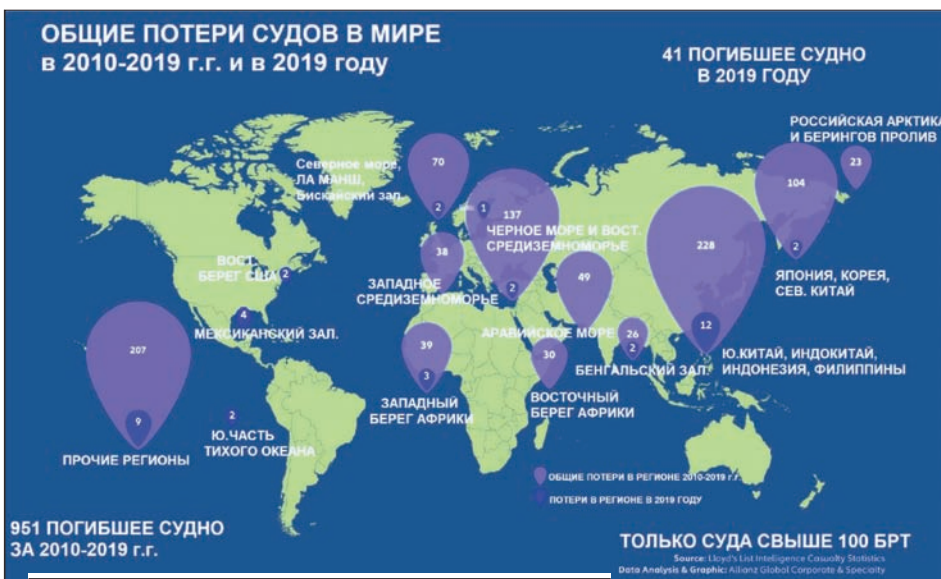 ОБЩИЕ ПОТЕРИ СУДОВ В МИРЕ
в 2010-2019 г.г. и в 2019 году
41 ПОГИБШЕЕ СУДНО
В 2019 ГОДУ
РОССИЙСКАЯ АРКТИКА
И БЕРИНГОВ ПРОЛИВ
23
70
Северное море,
ЛА МАНШ,
Бискайский зал.
2
1
137
ЧЕРНОЕ МОРЕ И ВОСТ.
СРЕДИЗЕМНОМОРЬЕ
2
104
2
ЯПОНИЯ, КОРЕЯ,
СЕВ. КИТАЙ
228
12
Ю.КИТАЙ, ИНДОКИТАЙ,
ИНДОНЕЗИЯ, ФИЛИППИНЫ
38
ЗАПАДНОЕ
СРЕДИЗЕМНОМОРЬЕ
49
АРАВИЙСКОЕ МОРЕ
ВОСТ.
БЕРЕГ США
2
4
МЕКСИКАНСКИЙ ЗАЛ.
26
2
БЕНГАЛЬСКИЙ ЗАЛ.
39
3
ЗАПАДНЫЙ
БЕРЕГ АФРИКИ
30
ВОСТОЧНЫЙ
БЕРЕГ АФРИКИ
207
9
ПРОЧИЕ РЕГИОНЫ
2
Ю.ЧАСТЬ
ТИХОГО ОКЕАНА
ОБЩИЕ ПОТЕРИ В РЕГИОНЕ 2010-2019 г.г.
ПОТЕРИ В РЕГИОНЕ В 2019 ГОДУ
951 ПОГИБШЕЕ СУДНО
ЗА 2010-2019 г.г.
ТОЛЬКО СУДА СВЫШЕ 100 БРТ
Source: Lloyd's List Intelligence Casualty Statistics
Data Analysis & Graphic: Allianz Global Corporate & Specialty